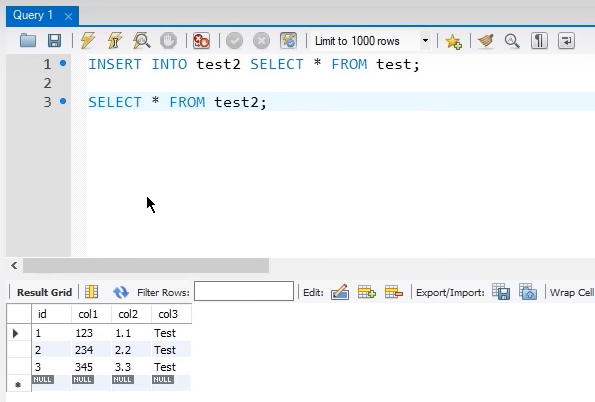 Query 1
Limit to 1000 rows
1 INSERT INTO test2 SELECT * FROM test;
2
3 SELECT * FROM test2;
Result Grid Filter Rows: Edit: Export/Import: Wrap Cell
id col1 col2 col3
1 123 1.1 Test
2 234 2.2 Test
3 345 3.3 Test
NULL NULL NULL NULL